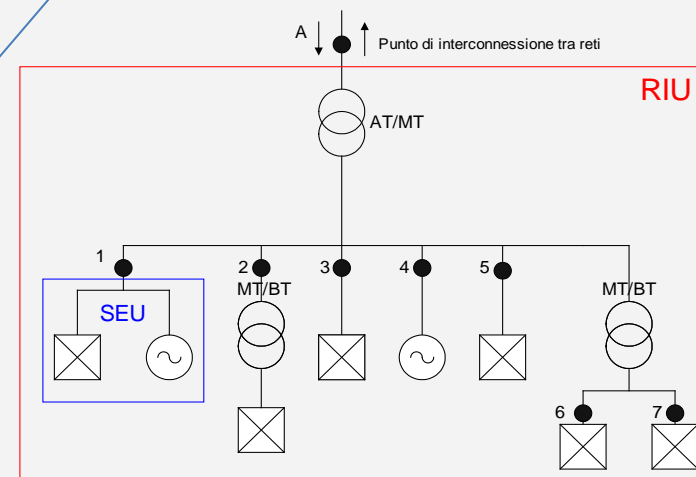 A
Punto di interconnessione tra reti
RIU
AT/MT
1
2
3
4
5
MT/BT
MT/BT
SEU
6
7